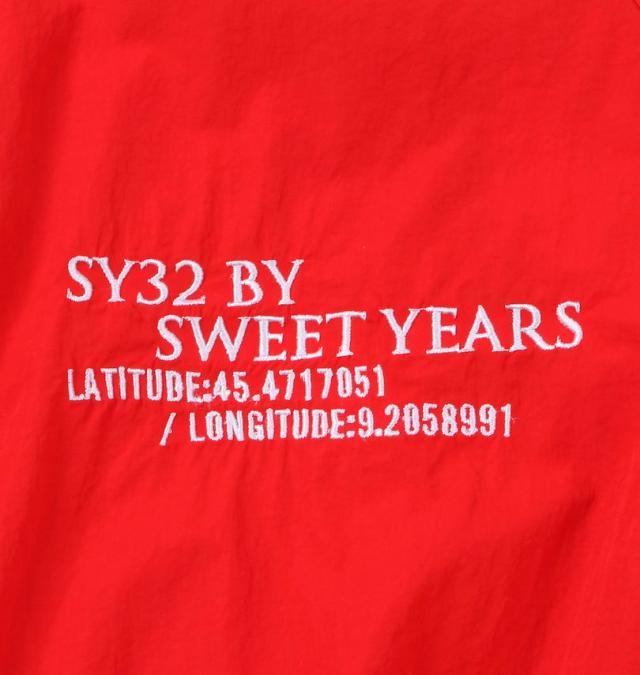 SY32 BY
SWEET YEARS
LATITUDE:45.4717051
/ LONGITUDE:9.2058991